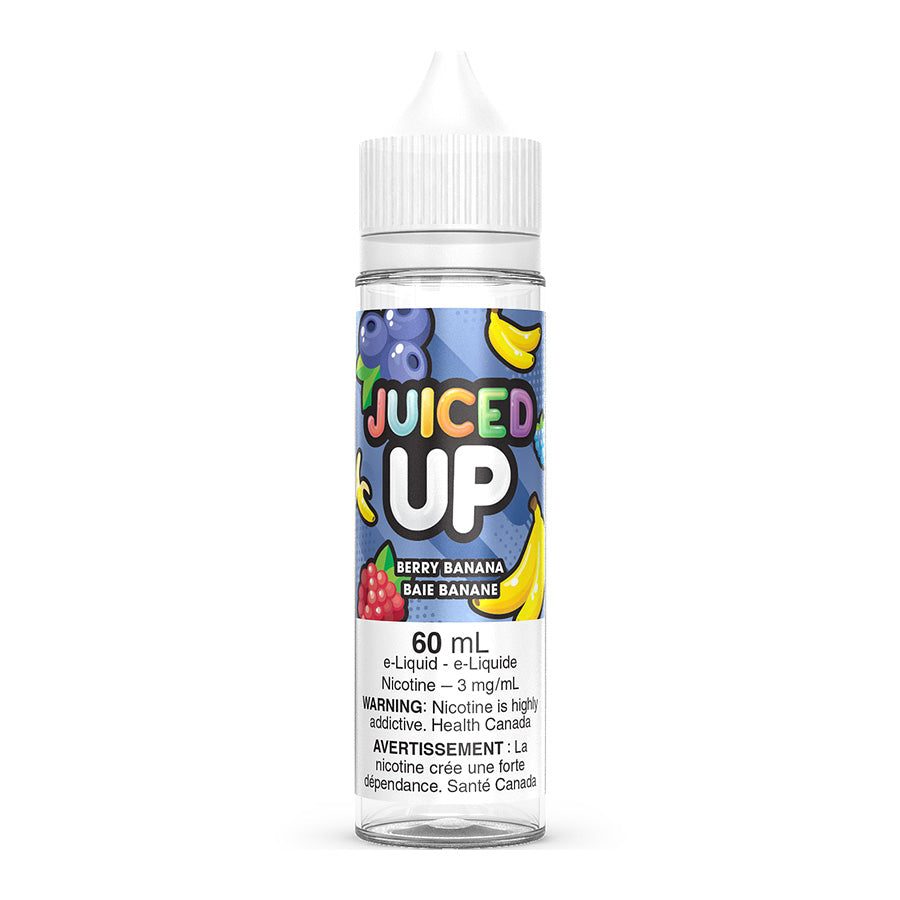 JUICED
UP
BERRY BANANA
BAIE BANANE
60 mL
e-Liquid - e-Liquide
Nicotine – 3 mg/mL
WARNING: Nicotine is highly
addictive. Health Canada
AVERTISSEMENT : La
nicotine crée une forte
dépendance. Santé Canada